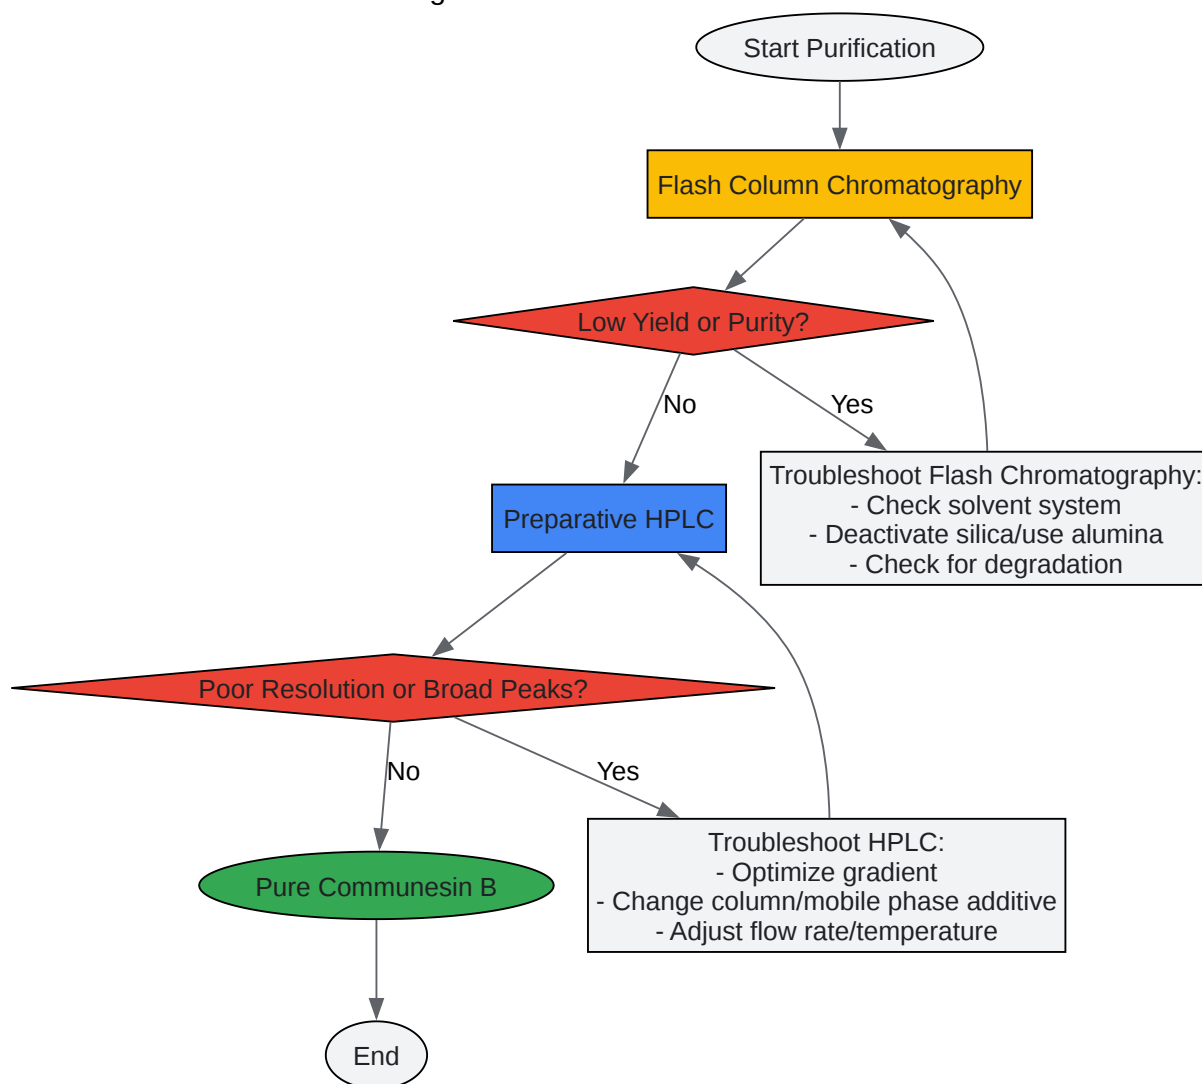 Start Purification
Flash Column Chromatography
Low Yield or Purity?
No
Yes
Troubleshoot Flash Chromatography:
- Check solvent system
- Deactivate silica/use alumina
- Check for degradation
Preparative HPLC
Poor Resolution or Broad Peaks?
No
Yes
Troubleshoot HPLC:
- Optimize gradient
- Change column/mobile phase additive
- Adjust flow rate/temperature
Pure Communesin B
End